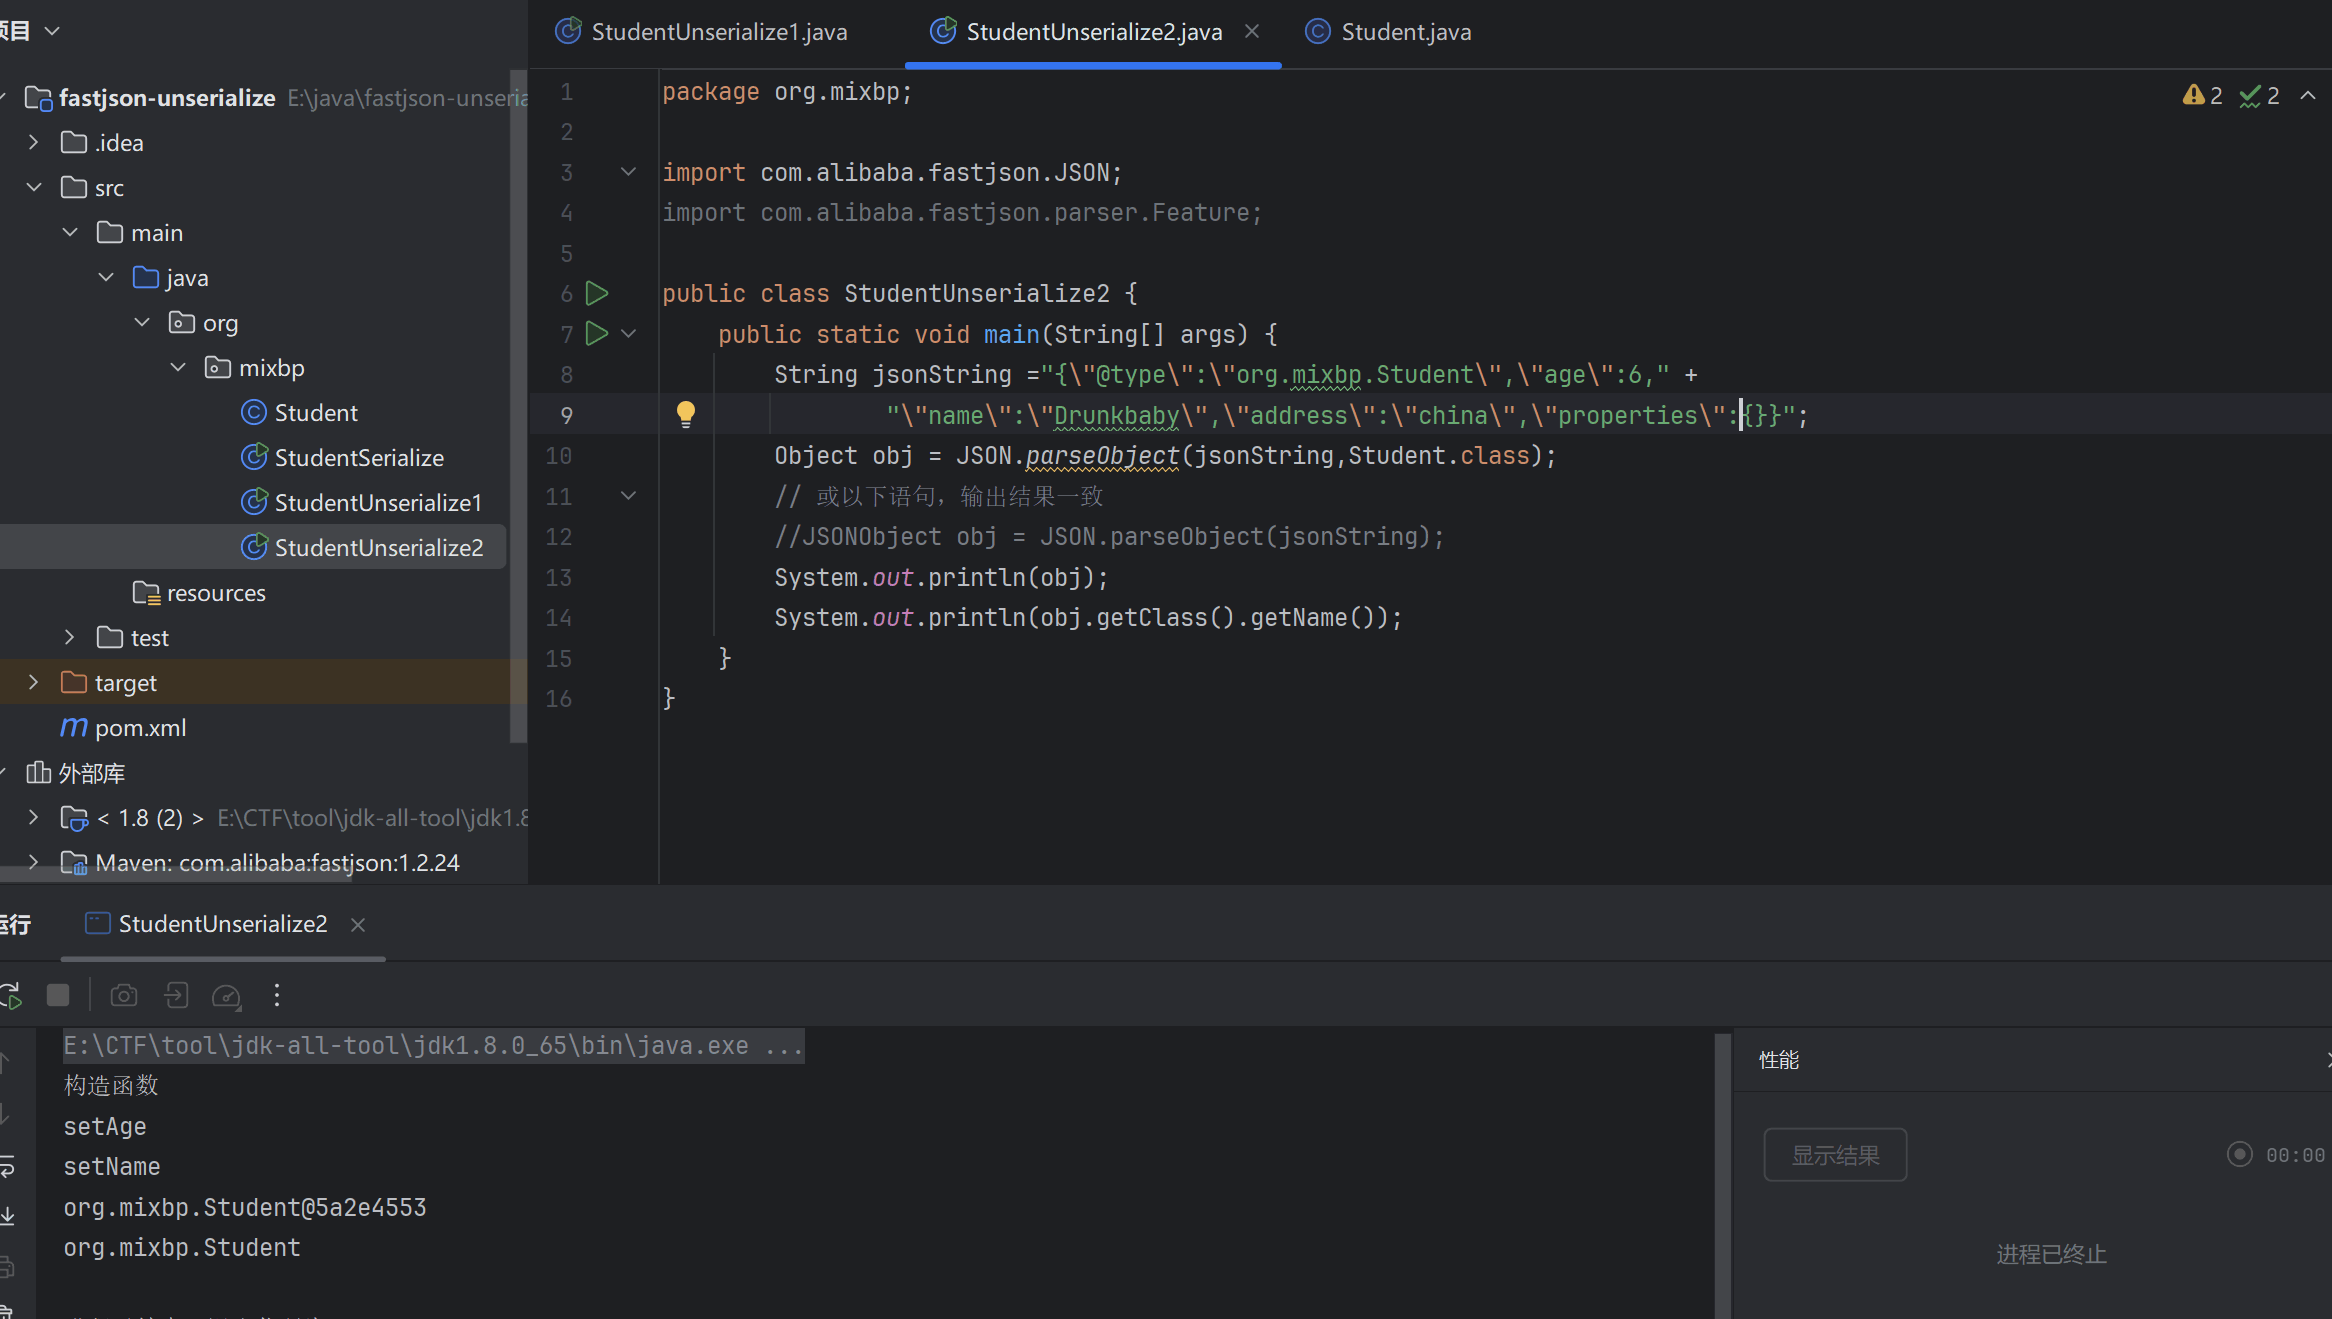 项目
fastjson-unserialize E:\java\fastjson-unseria
.idea
src
main
java
org
mixbp
Student
StudentSerialize
StudentUnserialize1
StudentUnserialize2
resources
test
target
pom.xml
外部库
< 1.8 (2) > E:\CTF\tool\jdk-all-tool\jdk1.8
Maven: com.alibaba:fastjson:1.2.24
StudentUnserialize1.java StudentUnserialize2.java Student.java
2 2
1 package org.mixbp;
2
3 import com.alibaba.fastjson.JSON;
4 import com.alibaba.fastjson.parser.Feature;
5
6 public class StudentUnserialize2 {
7 public static void main(String[] args) {
8 String jsonString ="{\"@type\":\"org.mixbp.Student\",\"age\":6," +
9 "\"name\":\"Drunkbaby\",\"address\":\"china\",\"properties\":{}}";
10 Object obj = JSON.parseObject(jsonString,Student.class);
11 // 或以下语句，输出结果一致
12 //JSONObject obj = JSON.parseObject(jsonString);
13 System.out.println(obj);
14 System.out.println(obj.getClass().getName());
15 }
16 }
运行 StudentUnserialize2
E:\CTF\tool\jdk-all-tool\jdk1.8.0_65\bin\java.exe ...
构造函数
setAge
setName
org.mixbp.Student@5a2e4553
org.mixbp.Student
性能
显示结果 00:00
进程已终止